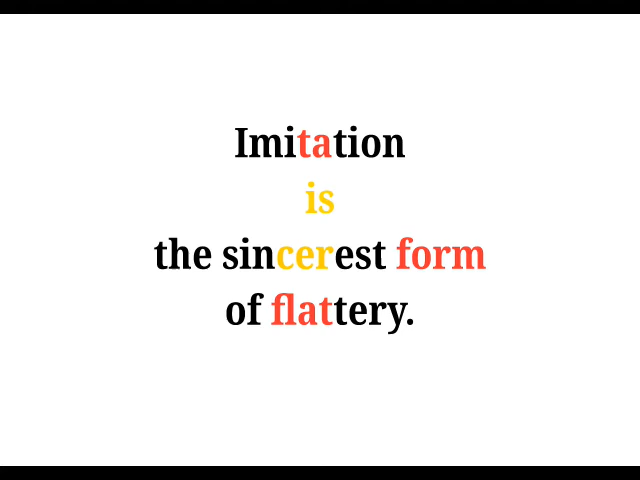 Imitation
is
the sincerest form
of flattery.